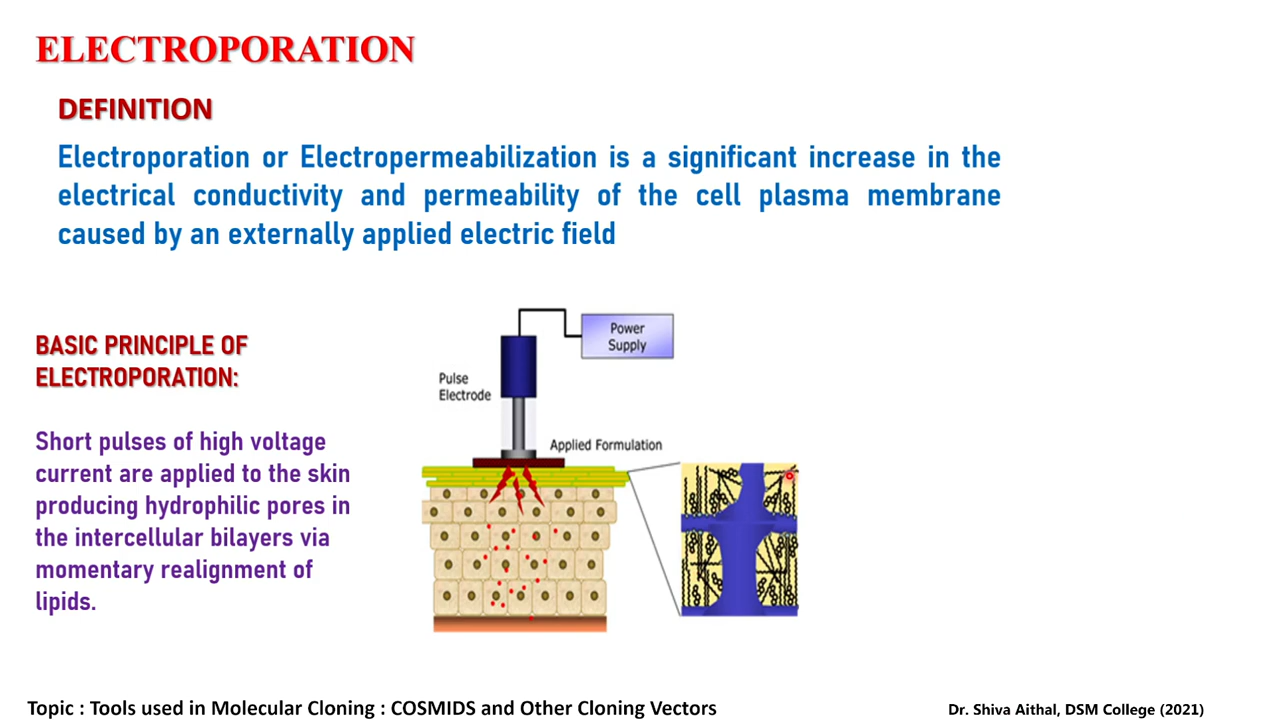 ELECTROPORATION
DEFINITION
Electroporation or Electropermeabilization is a significant increase in the
electrical conductivity and permeability of the cell plasma membrane
caused by an externally applied electric field
BASIC PRINCIPLE OF
ELECTROPORATION:
Short pulses of high voltage
current are applied to the skin
producing hydrophilic pores in
the intercellular bilayers via
momentary realignment of
lipids.
Power
Supply
Pulse
Electrode
Applied Formulation
Topic : Tools used in Molecular Cloning : COSMIDS and Other Cloning Vectors
Dr. Shiva Aithal, DSM College (2021)